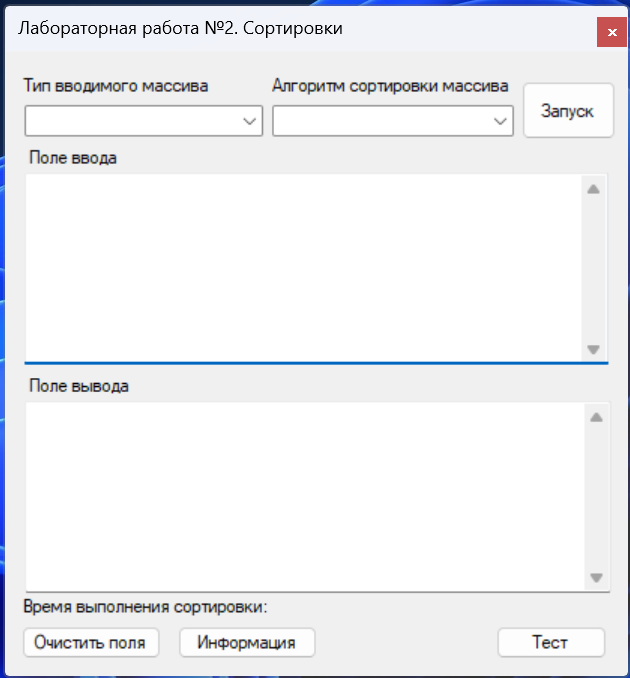 Лабораторная работа №2. Сортировки
Тип вводимого массива
Алгоритм сортировки массива
Запуск
Поле ввода
Поле вывода
Время выполнения сортировки:
Очистить поля
Информация
Тест